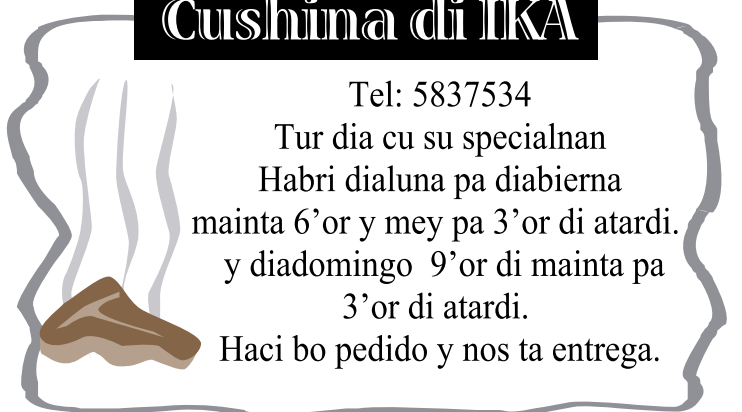 Cushina di IKA
Tel: 5837534
Tur dia cu su specialnan
Habri dialuna pa diabierna
mainta 6’or y mey pa 3’or di atardi.
y diadomingo 9’or di mainta pa
3’or di atardi.
Haci bo pedido y nos ta entrega.